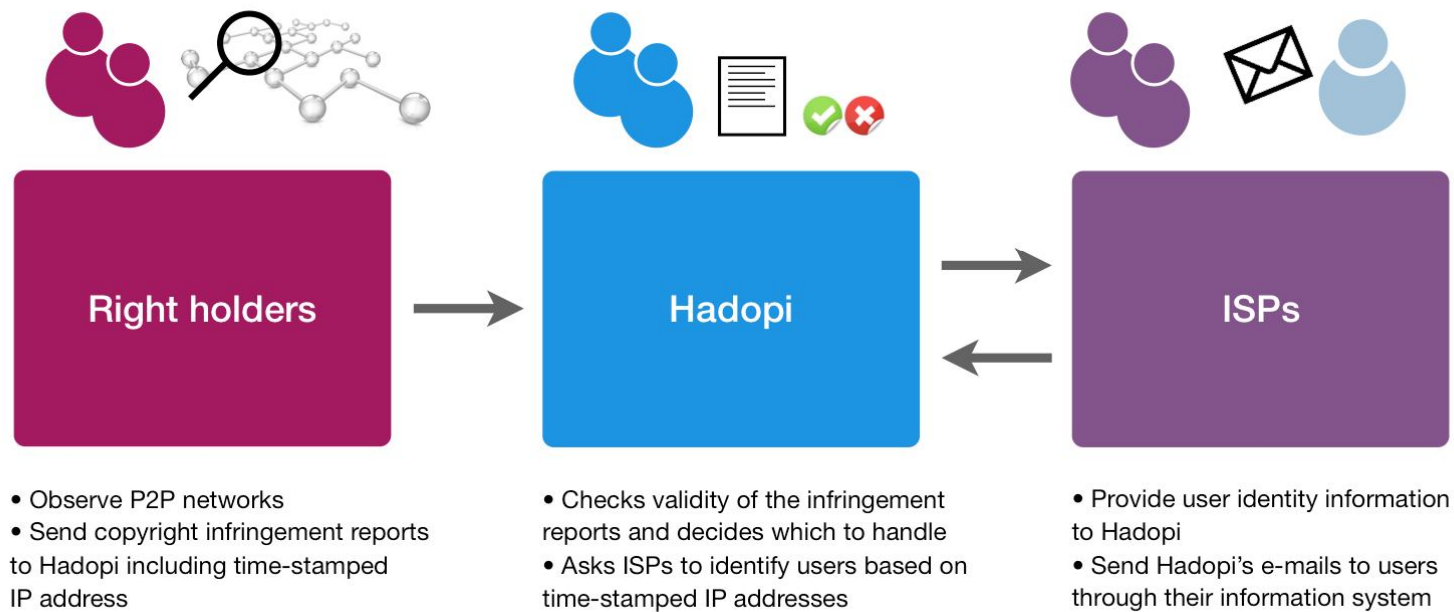 Right holders
Hadopi
ISPs
• Observe P2P networks
• Send copyright infringement reports
to Hadopi including time-stamped
IP address
• Checks validity of the infringement
reports and decides which to handle
• Asks ISPs to identify users based on
time-stamped IP addresses
• Provide user identity information
to Hadopi
• Send Hadopi’s e-mails to users
through their information system